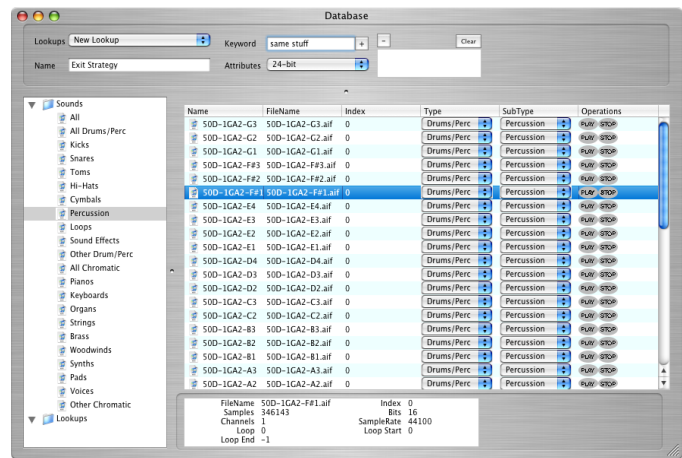 Database
Lookups New Lookup Keyword same stuff + - Clear
Name Exit Strategy Attributes 24-bit
Sounds
All
All Drums/Perc
Kicks
Snares
Toms
Hi-Hats
Cymbals
Percussion
Loops
Sound Effects
Other Drum/Perc
All Chromatic
Pianos
Keyboards
Organs
Strings
Brass
Woodwinds
Synths
Pads
Voices
Other Chromatic
Lookups
Name FileName Index Type SubType Operations
50D-1GA2-G3 50D-1GA2-G3.aif 0 Drums/Perc Percussion PLAY STOP
50D-1GA2-G2 50D-1GA2-G2.aif 0 Drums/Perc Percussion PLAY STOP
50D-1GA2-G1 50D-1GA2-G1.aif 0 Drums/Perc Percussion PLAY STOP
50D-1GA2-F#3 50D-1GA2-F#3.aif 0 Drums/Perc Percussion PLAY STOP
50D-1GA2-F#2 50D-1GA2-F#2.aif 0 Drums/Perc Percussion PLAY STOP
50D-1GA2-F#1 50D-1GA2-F#1.aif 0 Drums/Perc Percussion PLAY STOP
50D-1GA2-E4 50D-1GA2-E4.aif 0 Drums/Perc Percussion PLAY STOP
50D-1GA2-E3 50D-1GA2-E3.aif 0 Drums/Perc Percussion PLAY STOP
50D-1GA2-E2 50D-1GA2-E2.aif 0 Drums/Perc Percussion PLAY STOP
50D-1GA2-E1 50D-1GA2-E1.aif 0 Drums/Perc Percussion PLAY STOP
50D-1GA2-D4 50D-1GA2-D4.aif 0 Drums/Perc Percussion PLAY STOP
50D-1GA2-D3 50D-1GA2-D3.aif 0 Drums/Perc Percussion PLAY STOP
50D-1GA2-D2 50D-1GA2-D2.aif 0 Drums/Perc Percussion PLAY STOP
50D-1GA2-C3 50D-1GA2-C3.aif 0 Drums/Perc Percussion PLAY STOP
50D-1GA2-C2 50D-1GA2-C2.aif 0 Drums/Perc Percussion PLAY STOP
50D-1GA2-B3 50D-1GA2-B3.aif 0 Drums/Perc Percussion PLAY STOP
50D-1GA2-B2 50D-1GA2-B2.aif 0 Drums/Perc Percussion PLAY STOP
50D-1GA2-B1 50D-1GA2-B1.aif 0 Drums/Perc Percussion PLAY STOP
50D-1GA2-A3 50D-1GA2-A3.aif 0 Drums/Perc Percussion PLAY STOP
50D-1GA2-A2 50D-1GA2-A2.aif 0 Drums/Perc Percussion PLAY STOP
FileName 50D-1GA2-F#1.aif Index 0
Samples 346143 Bits 16
Channels 1 SampleRate 44100
Loop 0 Loop Start 0
Loop End -1